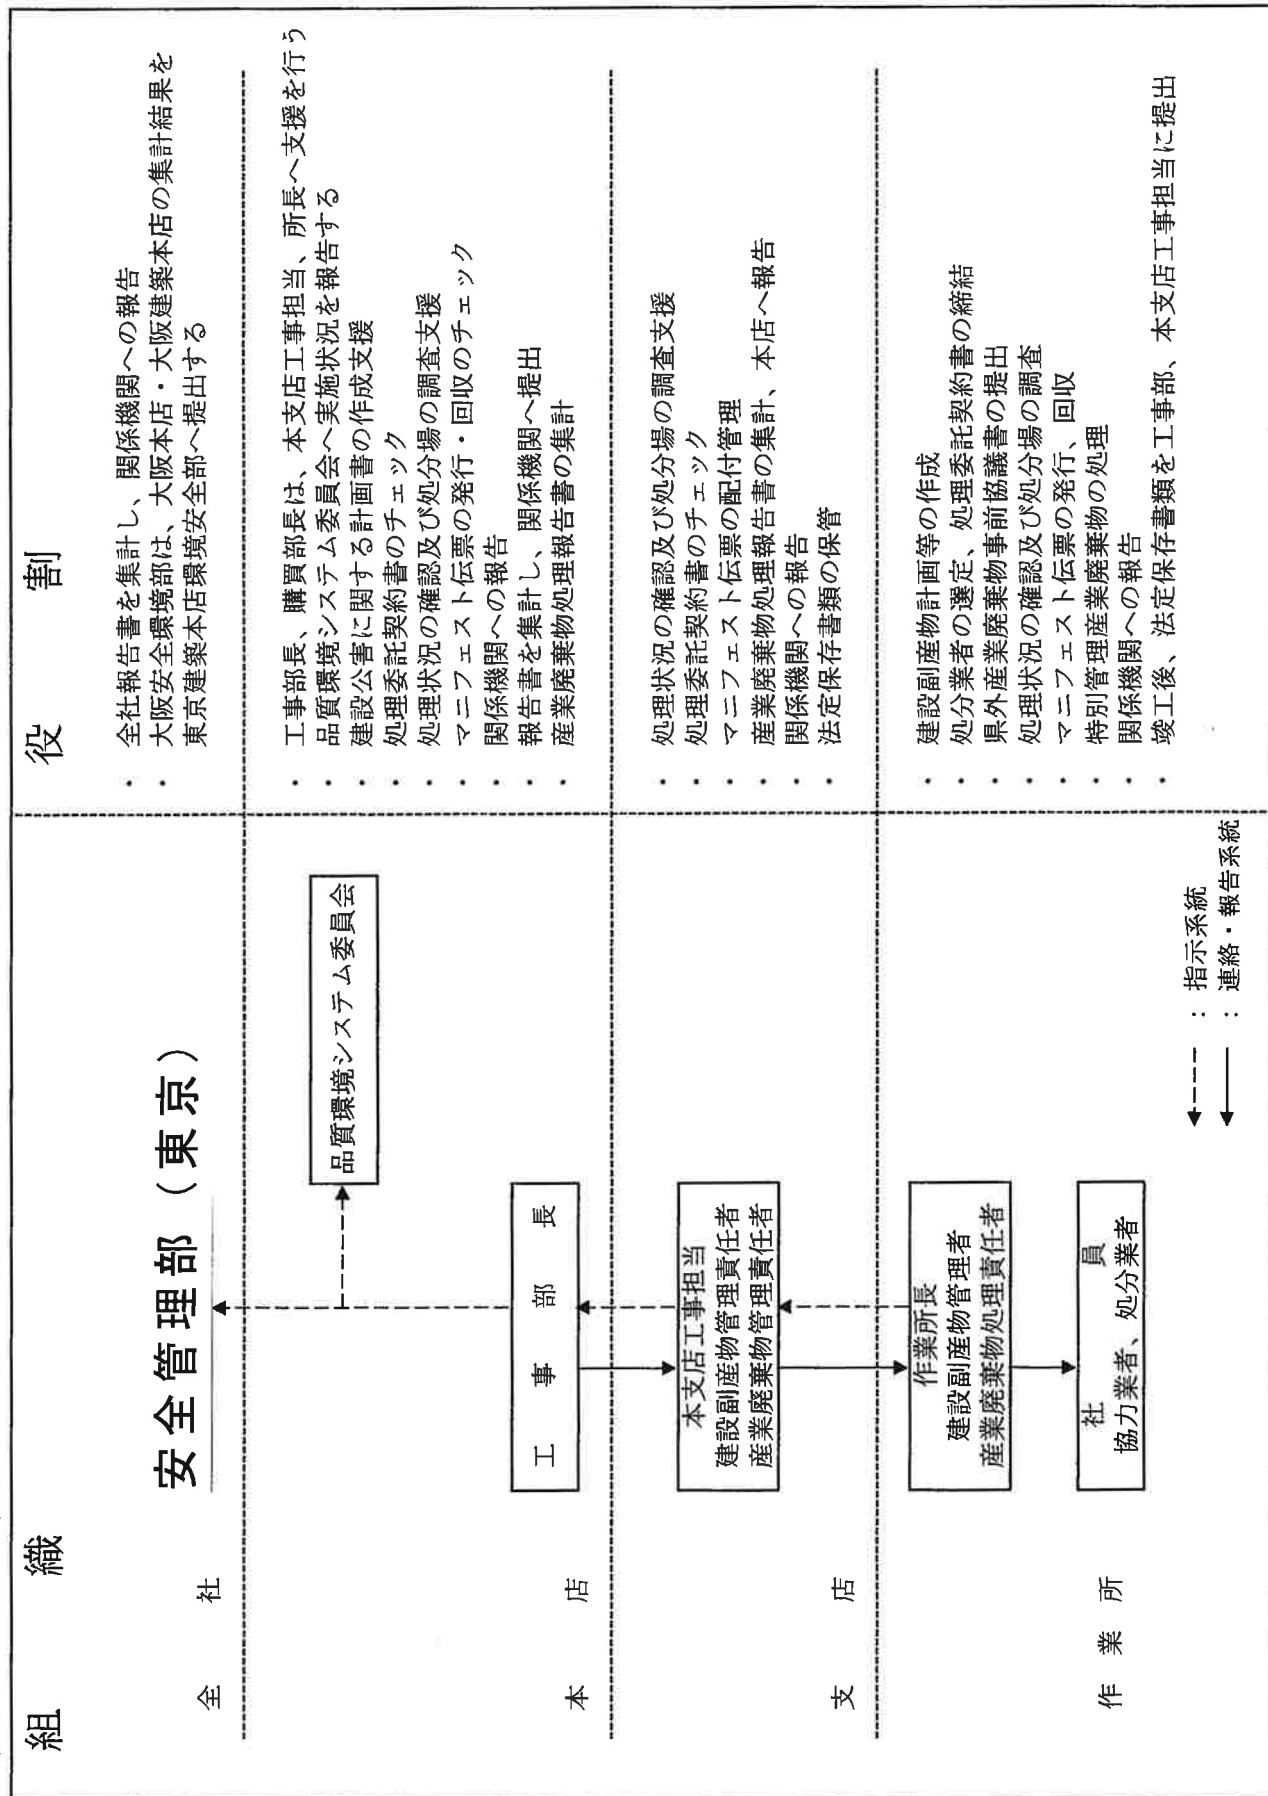 組　織
役　割
全　社
安全管理部（東京）
・ 全社報告書を集計し、関係機関への報告
・ 大阪安全環境部は、大阪本店・大阪建築本店の集計結果を
東京建築本店環境安全部へ提出する
本　店
品質環境システム委員会
工　事　部　長
・ 工事部長、購買部長は、本支店工事担当、所長へ支援を行う
・ 品質環境システム委員会へ実施状況を報告する
・ 建設公害に関する計画書の作成支援
・ 処理委託契約書のチェック
・ 処理状況の確認及び処分場の調査支援
・ マニフェスト伝票の発行・回収のチェック
・ 関係機関への報告
・ 報告書を集計し、関係機関へ提出
・ 産業廃棄物処理報告書の集計
支　店
本支店工事担当
建設副産物管理責任者
産業廃棄物管理責任者
・ 処理状況の確認及び処分場の調査支援
・ 処理委託契約書のチェック
・ マニフェスト伝票の配付管理
・ 産業廃棄物処理報告書の集計、本店へ報告
・ 関係機関への報告
・ 法定保存書類の保管
作　業　所
作業所長
建設副産物管理者
産業廃棄物処理責任者
社　員
協力業者、処分業者
・ 建設副産物計画等の作成
・ 処分業者の選定、処理委託契約書の締結
・ 県外産業廃棄物事前協議書の提出
・ 処理状況の確認及び処分場の調査
・ マニフェスト伝票の発行、回収
・ 特別管理産業廃棄物の処理
・ 関係機関への報告
・ 竣工後、法定保存書類を工事部、本支店工事担当に提出
：指示系統
：連絡・報告系統